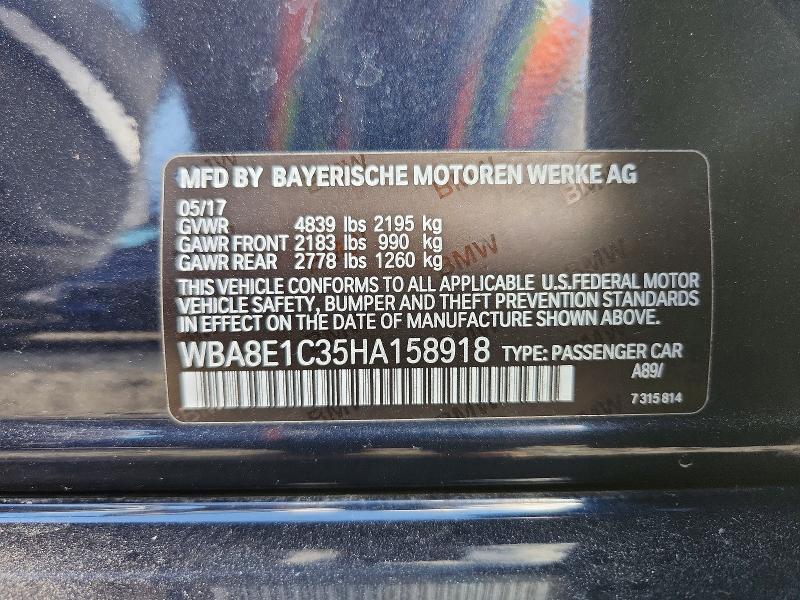 MFD BY BAYERISCHE MOTOREN WERKE AG
05/17
GVWR 4839 lbs 2195 kg
GAWR FRONT 2183 lbs 990 kg
GAWR REAR 2778 lbs 1260 kg
THIS VEHICLE CONFORMS TO ALL APPLICABLE U.S.FEDERAL MOTOR
VEHICLE SAFETY, BUMPER AND THEFT PREVENTION STANDARDS
IN EFFECT ON THE DATE OF MANUFACTURE SHOWN ABOVE.
WBA8E1C35HA158918 TYPE: PASSENGER CAR
A89/
7 315 814